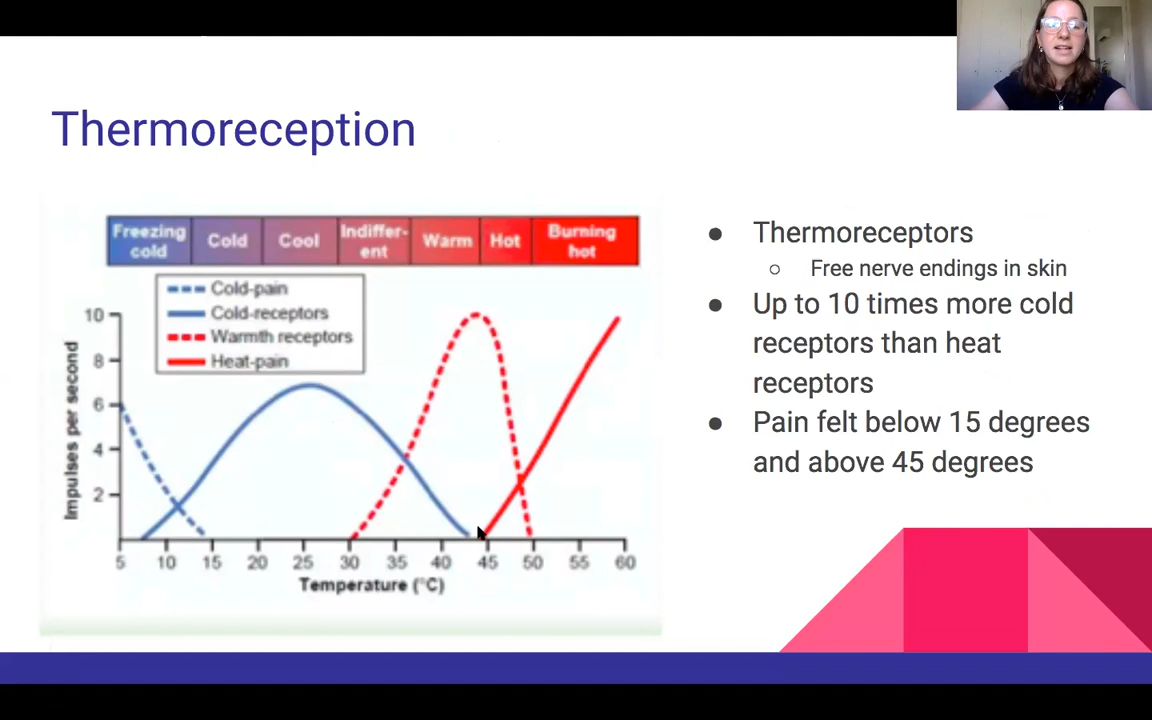 Thermoreception
Freezing
cold
Cold
Cool
Indiffer-
ent
Warm
Hot
Burning
hot
Cold-pain
Cold-receptors
Warmth receptors
Heat-pain
Impulses per second
10
8
6
4
2
5 10 15 20 25 30 35 40 45 50 55 60
Temperature (°C)
● Thermoreceptors
○ Free nerve endings in skin
● Up to 10 times more cold
receptors than heat
receptors
● Pain felt below 15 degrees
and above 45 degrees